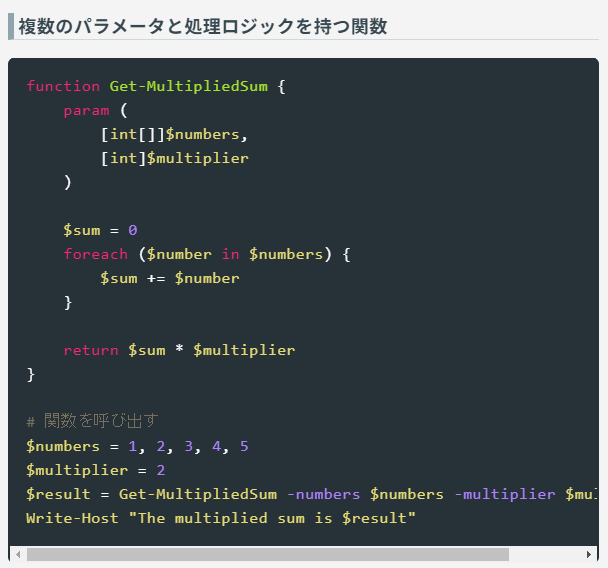 複数のパラメータと処理ロジックを持つ関数
function Get-MultipliedSum {
    param (
        [int[]]$numbers,
        [int]$multiplier
    )

    $sum = 0
    foreach ($number in $numbers) {
        $sum += $number
    }

    return $sum * $multiplier
}

# 関数を呼び出す
$numbers = 1, 2, 3, 4, 5
$multiplier = 2
$result = Get-MultipliedSum -numbers $numbers -multiplier $mul
Write-Host "The multiplied sum is $result"